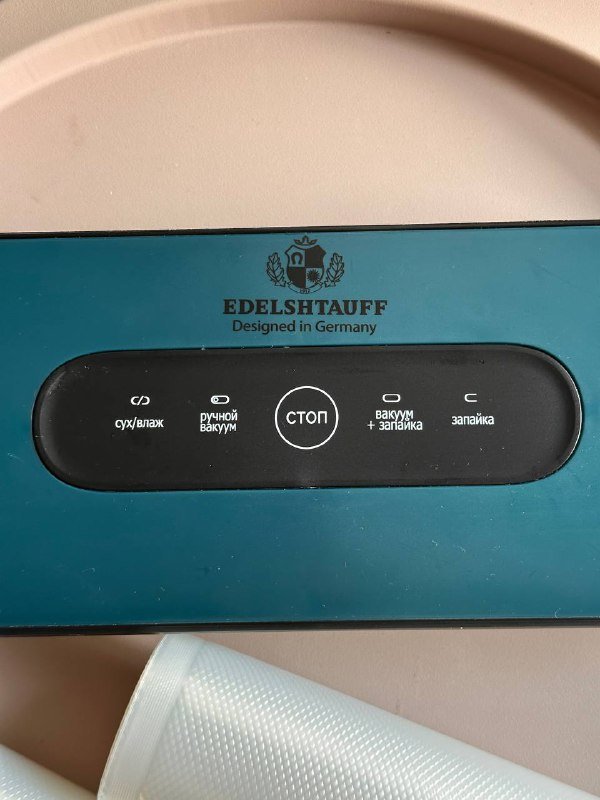 EDELSHTAUFF
Designed in Germany
сух/влаж
ручной
вакуум
СТОП
вакуум
+ запайка
запайка